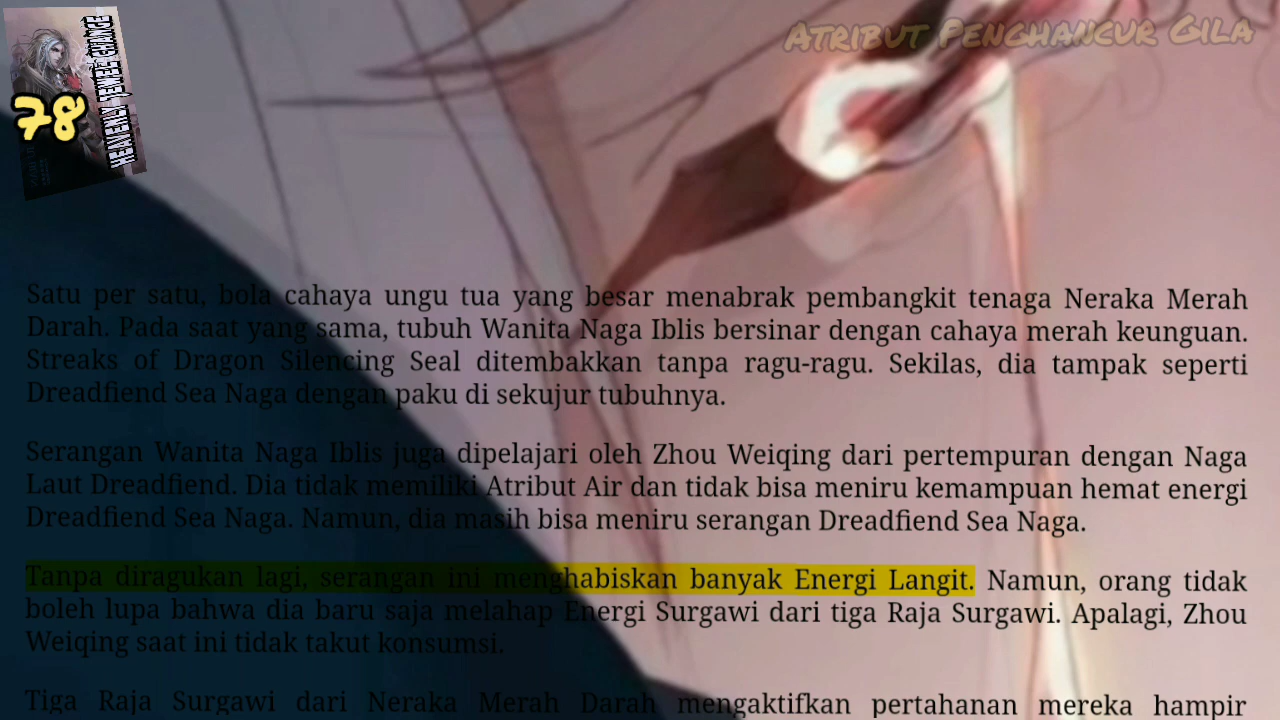 Atribut Penghancur Gila
HEAVENLY JEWEL CHANGE
78
Satu per satu, bola cahaya ungu tua yang besar menabrak pembangkit tenaga Neraka Merah
Darah. Pada saat yang sama, tubuh Wanita Naga Iblis bersinar dengan cahaya merah keunguan.
Streaks of Dragon Silencing Seal ditembakkan tanpa ragu-ragu. Sekilas, dia tampak seperti
Dreadfiend Sea Naga dengan paku di sekujur tubuhnya.
Serangan Wanita Naga Iblis juga dipelajari oleh Zhou Weiqing dari pertempuran dengan Naga
Laut Dreadfiend. Dia tidak memiliki Atribut Air dan tidak bisa meniru kemampuan hemat energi
Dreadfiend Sea Naga. Namun, dia masih bisa meniru serangan Dreadfiend Sea Naga.
Tanpa diragukan lagi, serangan ini menghabiskan banyak Energi Langit. Namun, orang tidak
boleh lupa bahwa dia baru saja melahap Energi Surgawi dari tiga Raja Surgawi. Apalagi, Zhou
Weiqing saat ini tidak takut konsumsi.
Tiga Raja Surgawi dari Neraka Merah Darah mengaktifkan pertahanan mereka hampir